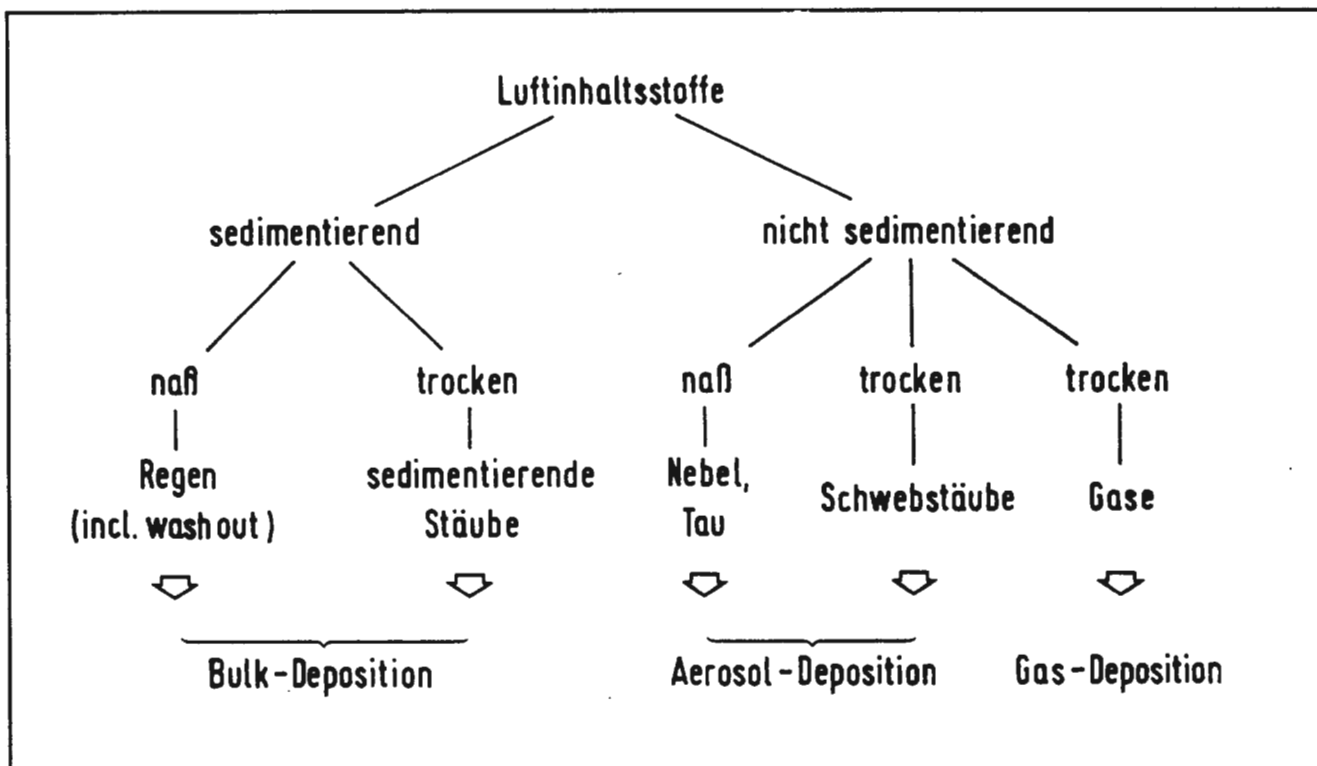 Luftinhaltsstoffe
sedimentierend nicht sedimentierend
naß trocken naß trocken trocken
Regen sedimentierende Nebel, Schwebstäube Gase
(incl. wash out) Stäube Tau
Bulk-Deposition Aerosol-Deposition Gas-Deposition